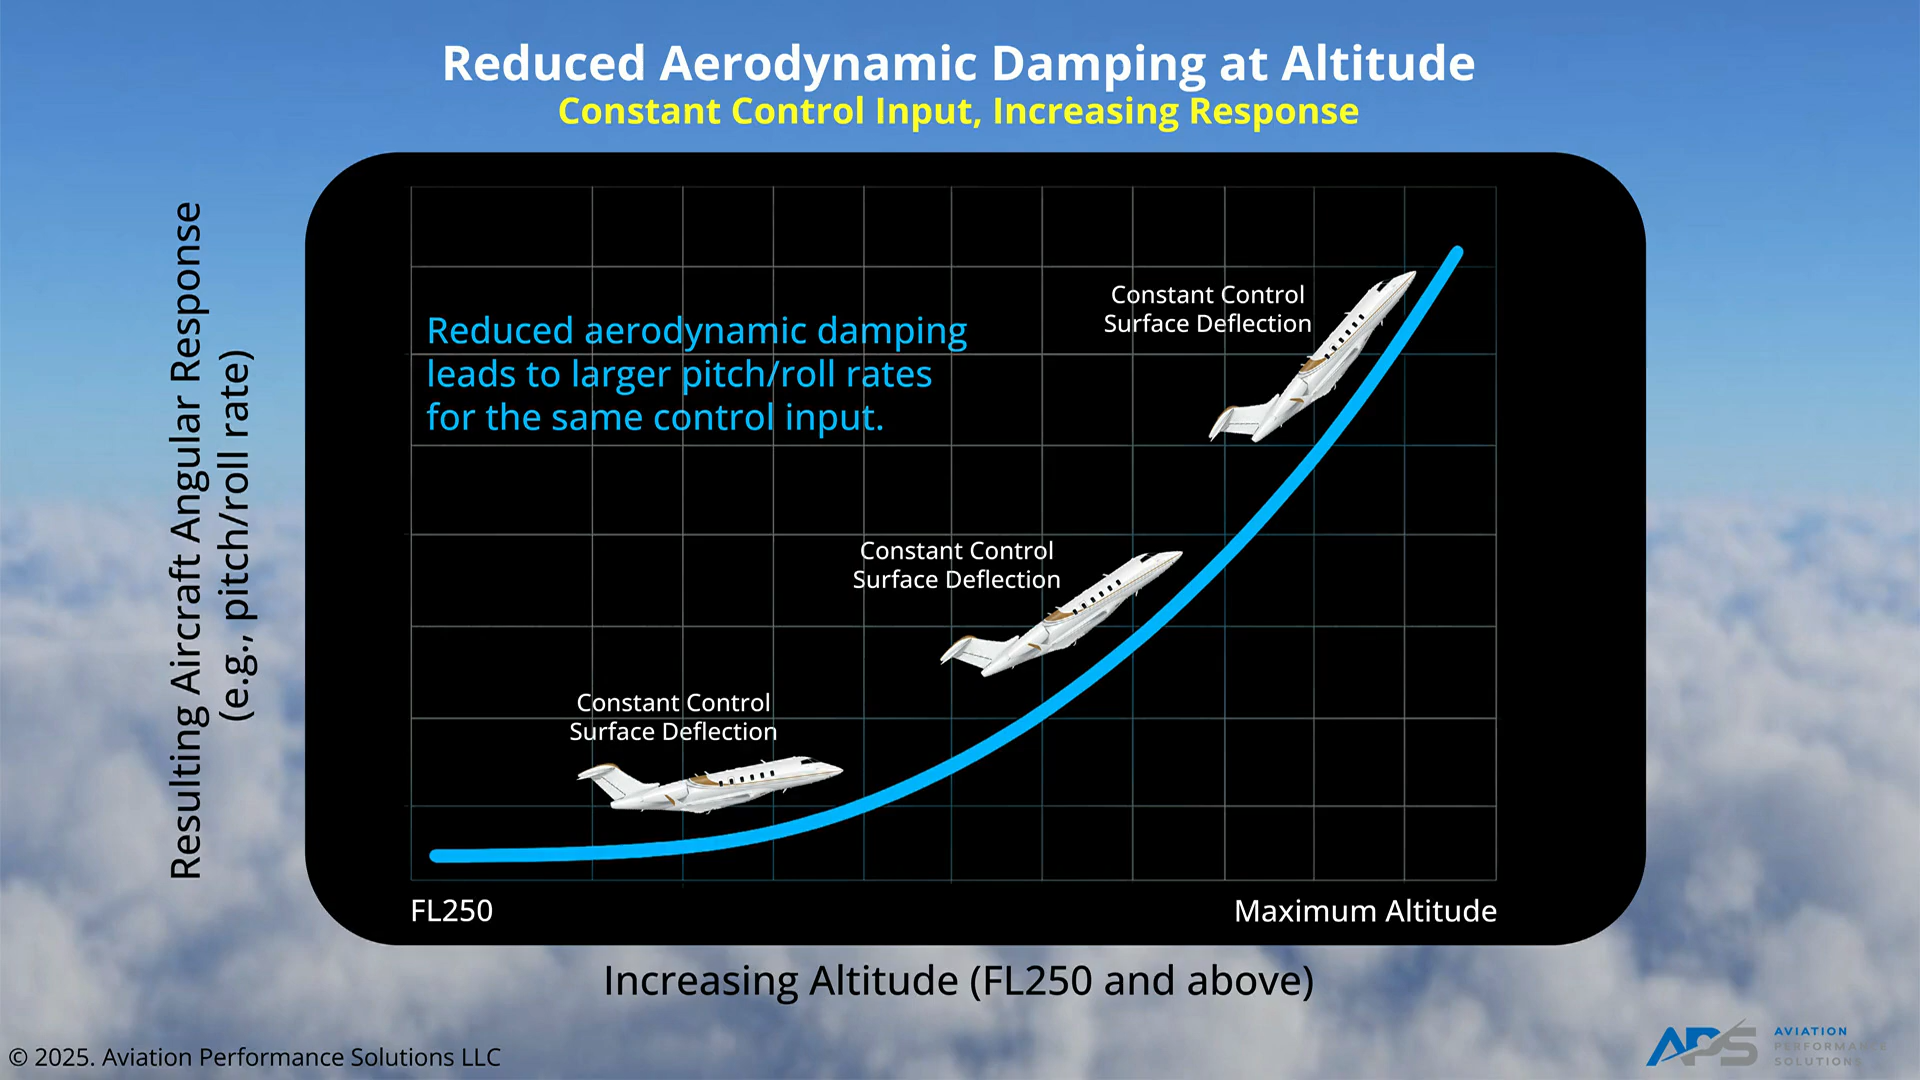 Reduced Aerodynamic Damping at Altitude
Constant Control Input, Increasing Response
Resulting Aircraft Angular Response
(e.g., pitch/roll rate)
Reduced aerodynamic damping
leads to larger pitch/roll rates
for the same control input.
Constant Control
Surface Deflection
Constant Control
Surface Deflection
Constant Control
Surface Deflection
FL250
Maximum Altitude
Increasing Altitude (FL250 and above)
© 2025. Aviation Performance Solutions LLC
APS
AVIATION
PERFORMANCE
SOLUTIONS